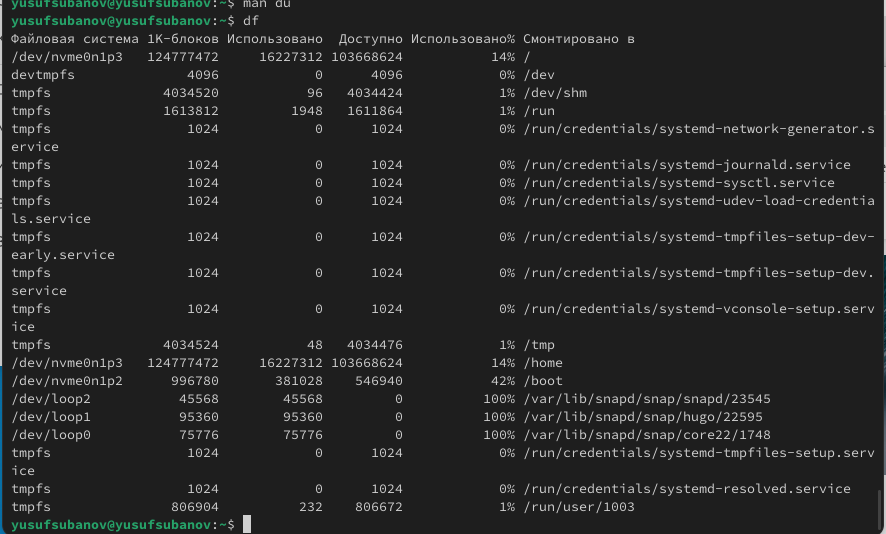 yusufsubanov@yusufsubanov:~$ man du
yusufsubanov@yusufsubanov:~$ df
Файловая система 1K-блоков Использовано  Доступно Использовано% Смонтировано в
/dev/nvme0n1p3   124777472     16227312 103668624           14% /
devtmpfs              4096            0      4096            0% /dev
tmpfs              4034520           96   4034424            1% /dev/shm
tmpfs              1613812         1948   1611864            1% /run
tmpfs                 1024            0      1024            0% /run/credentials/systemd-network-generator.s
ervice
tmpfs                 1024            0      1024            0% /run/credentials/systemd-journald.service
tmpfs                 1024            0      1024            0% /run/credentials/systemd-sysctl.service
tmpfs                 1024            0      1024            0% /run/credentials/systemd-udev-load-credentia
ls.service
tmpfs                 1024            0      1024            0% /run/credentials/systemd-tmpfiles-setup-dev-
early.service
tmpfs                 1024            0      1024            0% /run/credentials/systemd-tmpfiles-setup-dev.
service
tmpfs                 1024            0      1024            0% /run/credentials/systemd-vconsole-setup.serv
ice
tmpfs              4034524           48   4034476            1% /tmp
/dev/nvme0n1p3   124777472     16227312 103668624           14% /home
/dev/nvme0n1p2      996780       381028    546940           42% /boot
/dev/loop2           45568        45568         0          100% /var/lib/snapd/snap/snapd/23545
/dev/loop1           95360        95360         0          100% /var/lib/snapd/snap/hugo/22595
/dev/loop0           75776        75776         0          100% /var/lib/snapd/snap/core22/1748
tmpfs                 1024            0      1024            0% /run/credentials/systemd-tmpfiles-setup.serv
ice
tmpfs                 1024            0      1024            0% /run/credentials/systemd-resolved.service
tmpfs               806904          232    806672            1% /run/user/1003
yusufsubanov@yusufsubanov:~$